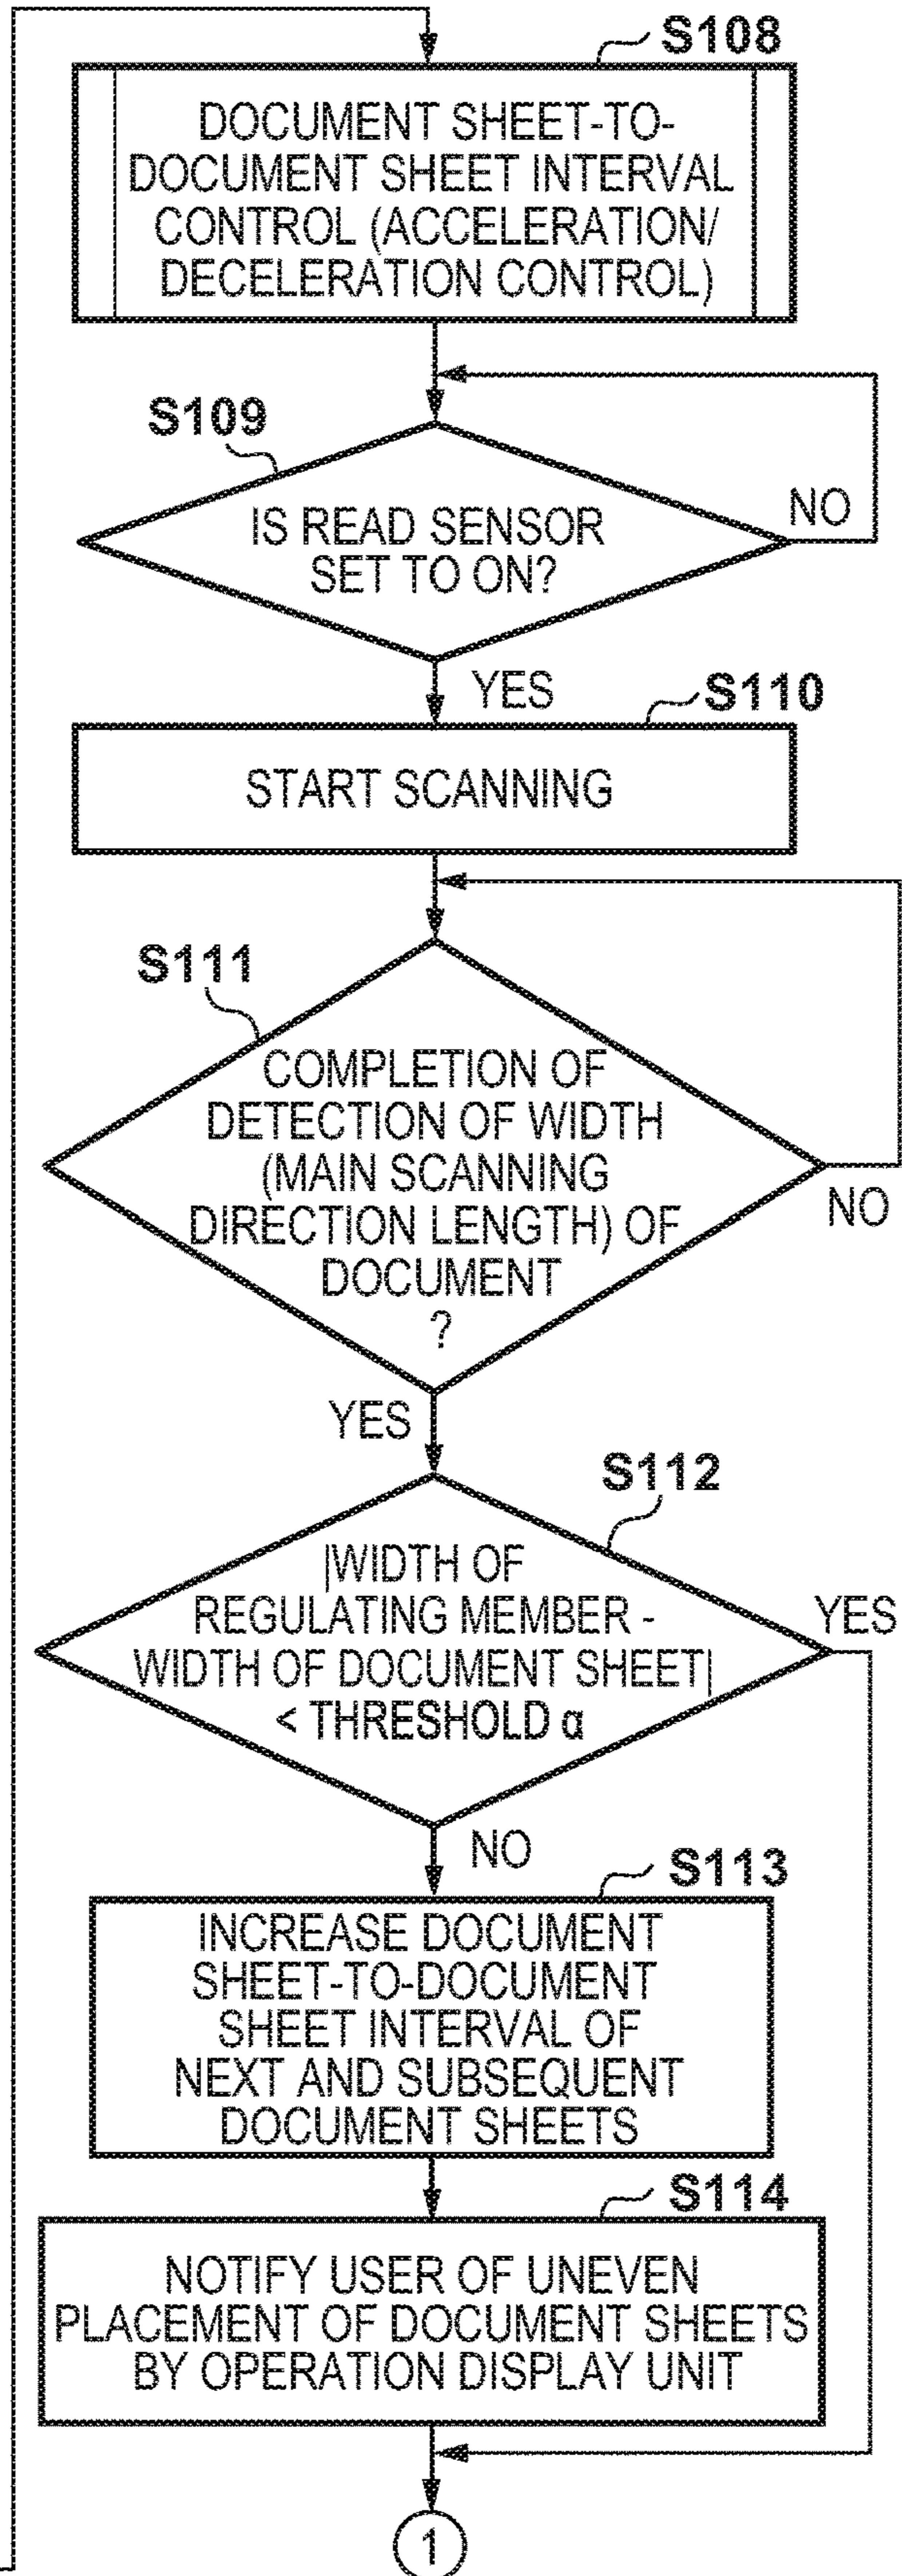 S108
DOCUMENT SHEET-TO-
DOCUMENT SHEET INTERVAL
CONTROL (ACCELERATION/
DECELERATION CONTROL)
S109
IS READ SENSOR
SET TO ON?
NO
YES
S110
START SCANNING
S111
COMPLETION OF
DETECTION OF WIDTH
(MAIN SCANNING
DIRECTION LENGTH) OF
DOCUMENT
?
NO
YES
S112
|WIDTH OF
REGULATING MEMBER -
WIDTH OF DOCUMENT SHEET|
< THRESHOLD α
YES
NO
S113
INCREASE DOCUMENT
SHEET-TO-DOCUMENT
SHEET INTERVAL OF
NEXT AND SUBSEQUENT
DOCUMENT SHEETS
S114
NOTIFY USER OF UNEVEN
PLACEMENT OF DOCUMENT SHEETS
BY OPERATION DISPLAY UNIT
1